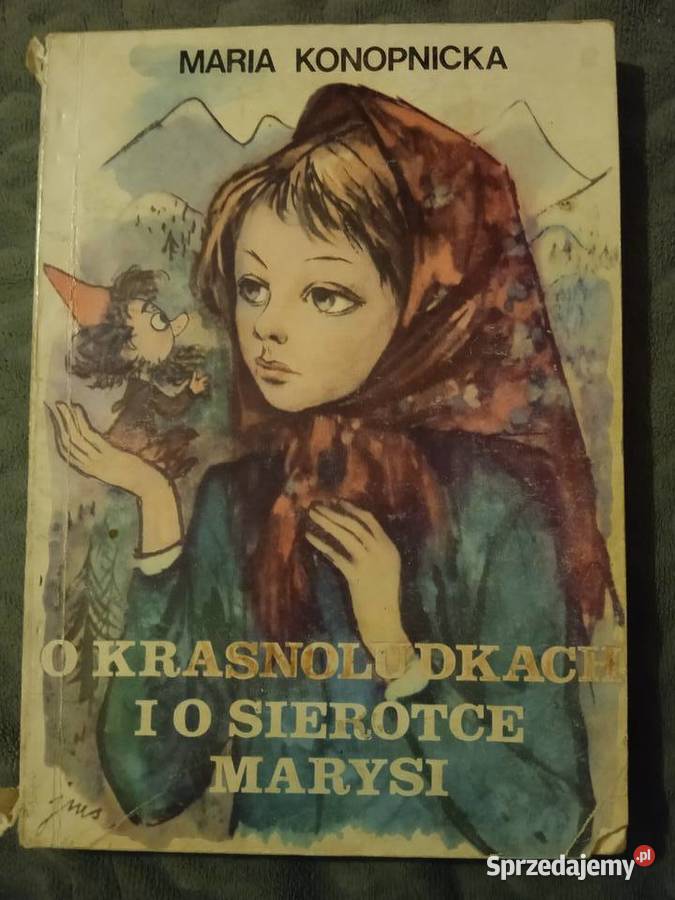 MARIA KONOPNICKA
O KRASNOLUDKACH
I O SIEROTCE
MARYSI
Sprzedajemy.pl